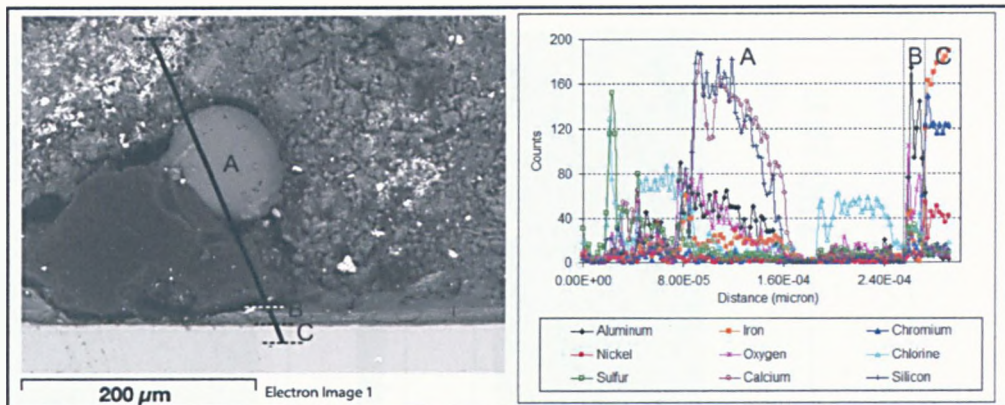 A
B
C
200 µm
Electron Image 1
200
160
120
80
40
0
Counts
A
B
C
0.00E+00 8.00E-05 1.60E-04 2.40E-04
Distance (micron)
Aluminum Iron Chromium
Nickel Oxygen Chlorine
Sulfur Calcium Silicon